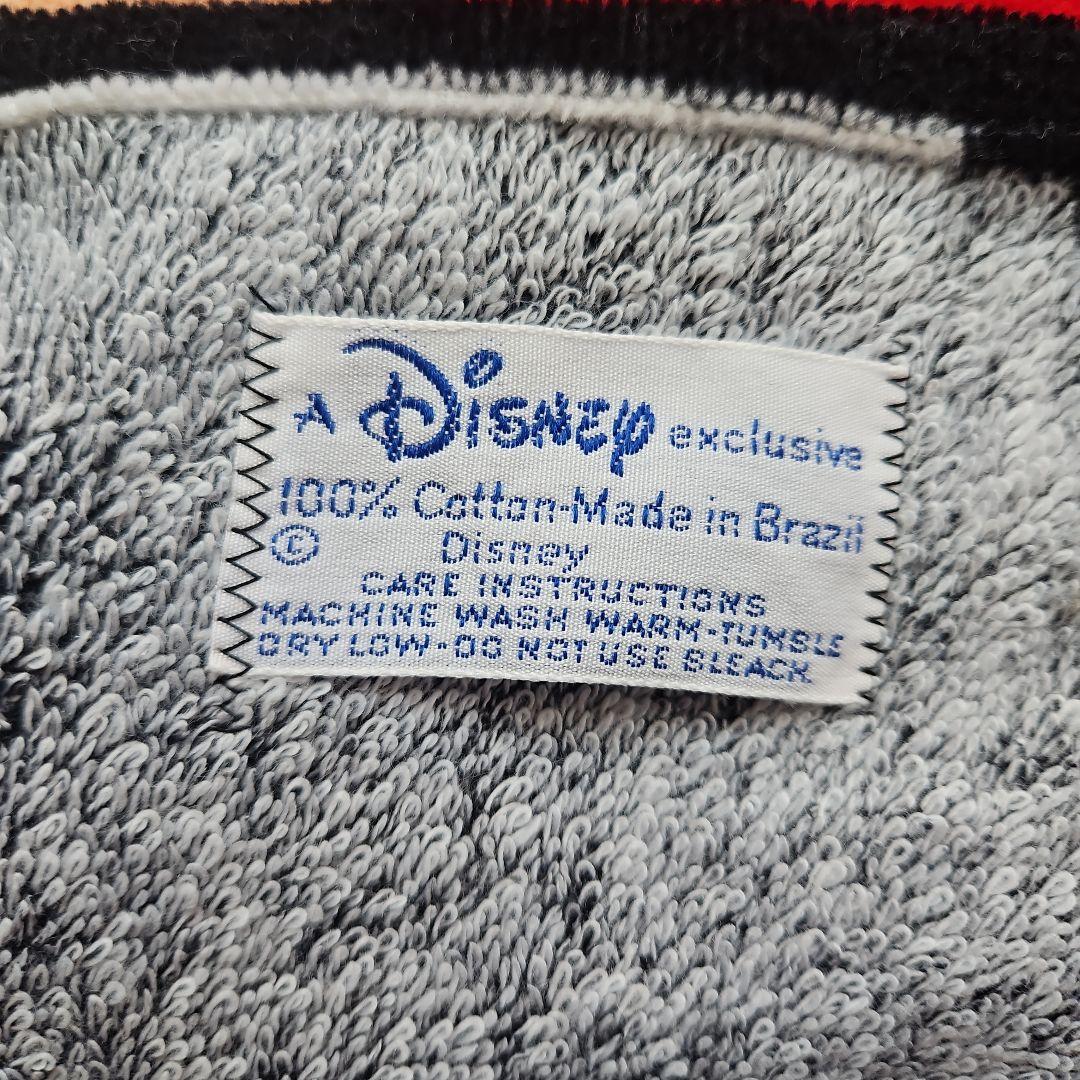 A Disney exclusive
100% Cotton-Made in Brazil
© Disney
CARE INSTRUCTIONS
MACHINE WASH WARM-TUMBLE
DRY LOW-DO NOT USE BLEACH